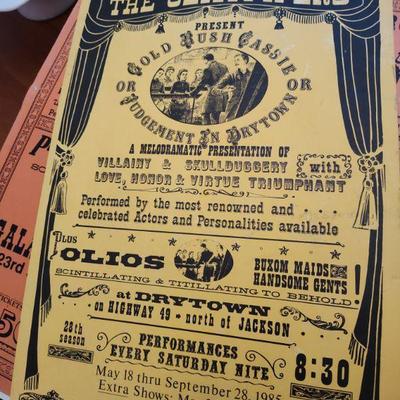 THE
PRESENT
Gold Rush Cassie
OR OR
Judgement In Drytown
A MELODRAMATIC PRESENTATION OF
VILLAINY & SKULLDUGGERY with
LOVE, HONOR & VIRTUE TRIUMPHANT
Performed by the most renowned and ....
celebrated Actors and Personalities available
Plus
OLIOS
BUXOM MAIDS
HANDSOME GENTS
SCINTILLATING & TITILLATING TO BEHOLD!
at DRYTOWN
on HIGHWAY 49 - north of JACKSON
28th season
PERFORMANCES
EVERY SATURDAY NITE
8:30
May 18 thru September 28, 1985
Extra Shows:
GALA
23rd